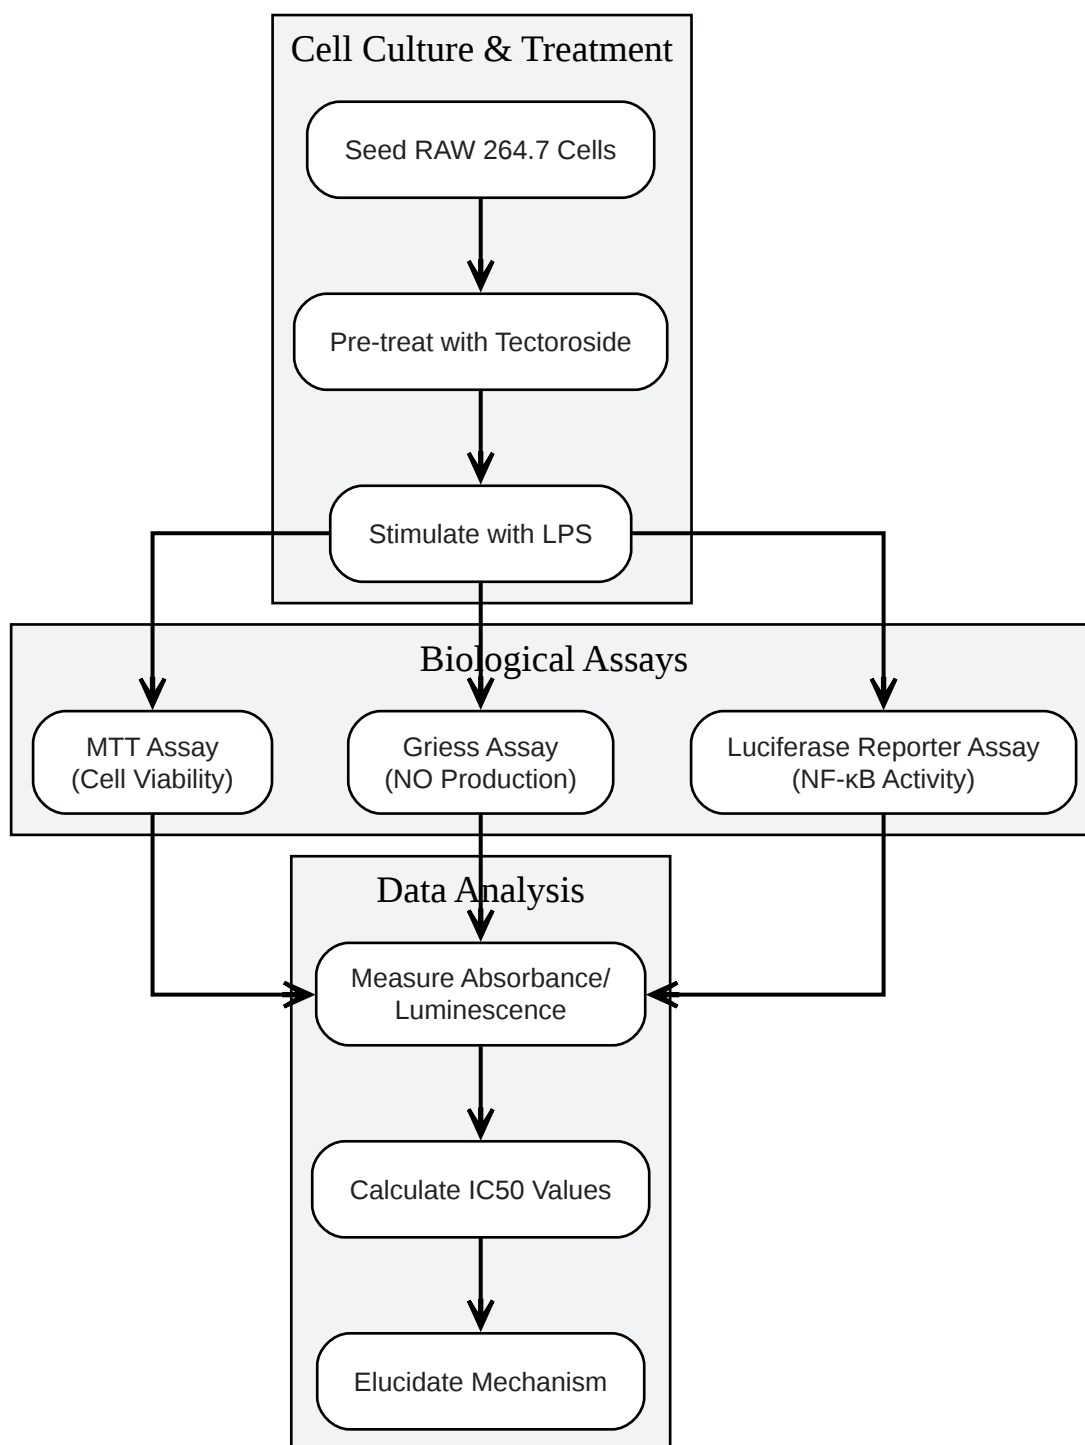 Cell Culture & Treatment
Seed RAW 264.7 Cells
Pre-treat with Tectoroside
Stimulate with LPS
Biological Assays
MTT Assay
(Cell Viability)
Griess Assay
(NO Production)
Luciferase Reporter Assay
(NF-κB Activity)
Data Analysis
Measure Absorbance/
Luminescence
Calculate IC50 Values
Elucidate Mechanism